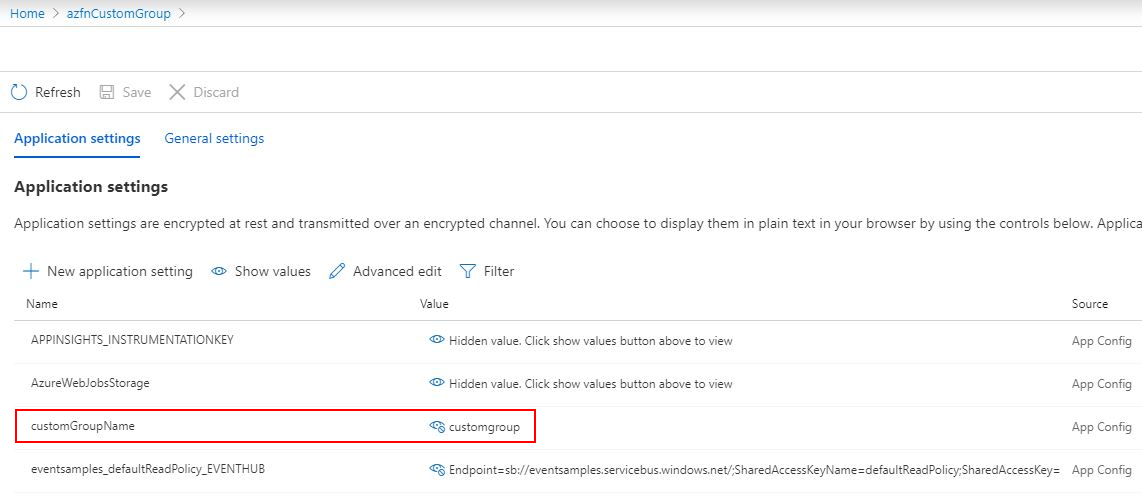 Home > azfnCustomGroup >
Refresh Save Discard
Application settings General settings
Application settings
Application settings are encrypted at rest and transmitted over an encrypted channel. You can choose to display them in plain text in your browser by using the controls below. Applica
New application setting Show values Advanced edit Filter
Name Value Source
APPINSIGHTS_INSTRUMENTATIONKEY Hidden value. Click show values button above to view App Config
AzureWebJobsStorage Hidden value. Click show values button above to view App Config
customGroupName customgroup App Config
eventsamples_defaultReadPolicy_EVENTHUB Endpoint=sb://eventsamples.servicebus.windows.net/;SharedAccessKeyName=defaultReadPolicy;SharedAccessKey= App Config